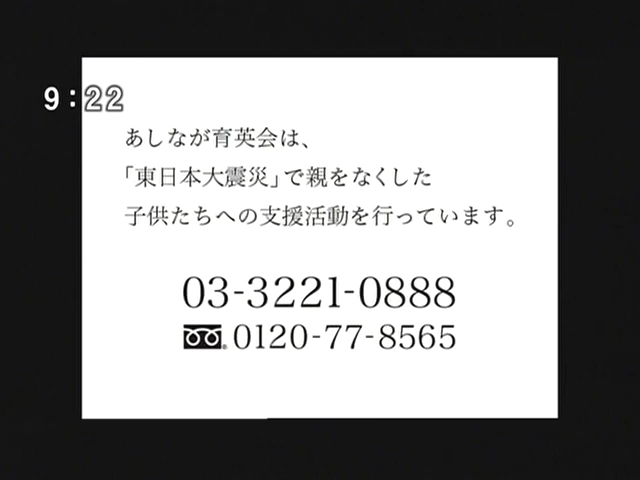 9:22
あしなが育英会は、
「東日本大震災」で親をなくした
子供たちへの支援活動を行っています。
03-3221-0888
0120-77-8565